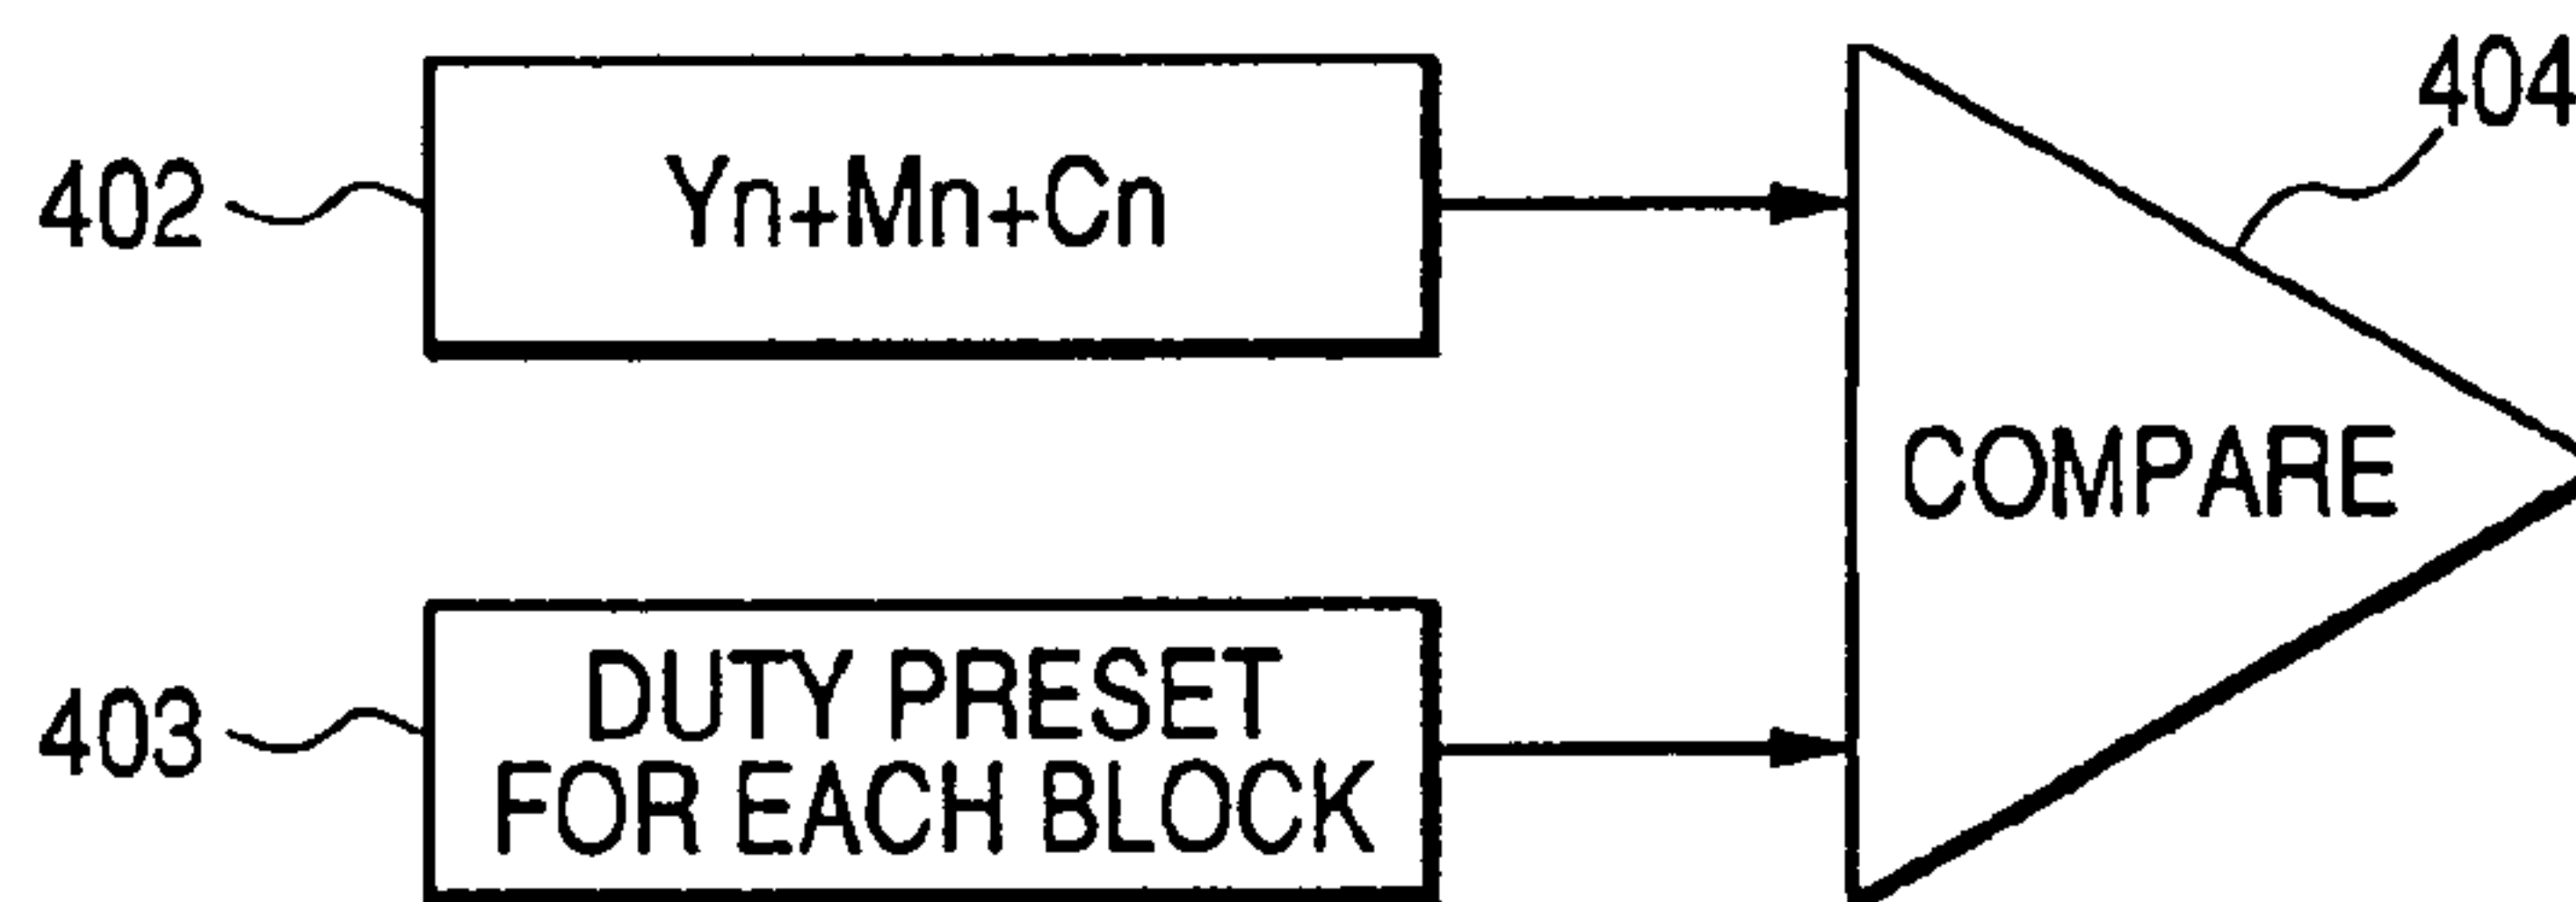 404
402
Yn+Mn+Cn
COMPARE
403
DUTY PRESET
FOR EACH BLOCK